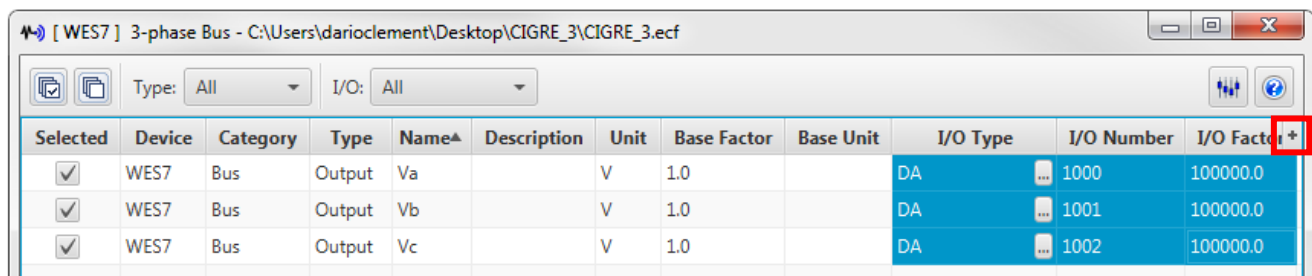 [ WES7 ] 3-phase Bus - C:\Users\darioclement\Desktop\CIGRE_3\CIGRE_3.ecf
Type: All I/O: All
Selected Device Category Type Name Description Unit Base Factor Base Unit I/O Type I/O Number I/O Factor +
WES7 Bus Output Va V 1.0 DA ... 1000 100000.0
WES7 Bus Output Vb V 1.0 DA ... 1001 100000.0
WES7 Bus Output Vc V 1.0 DA ... 1002 100000.0